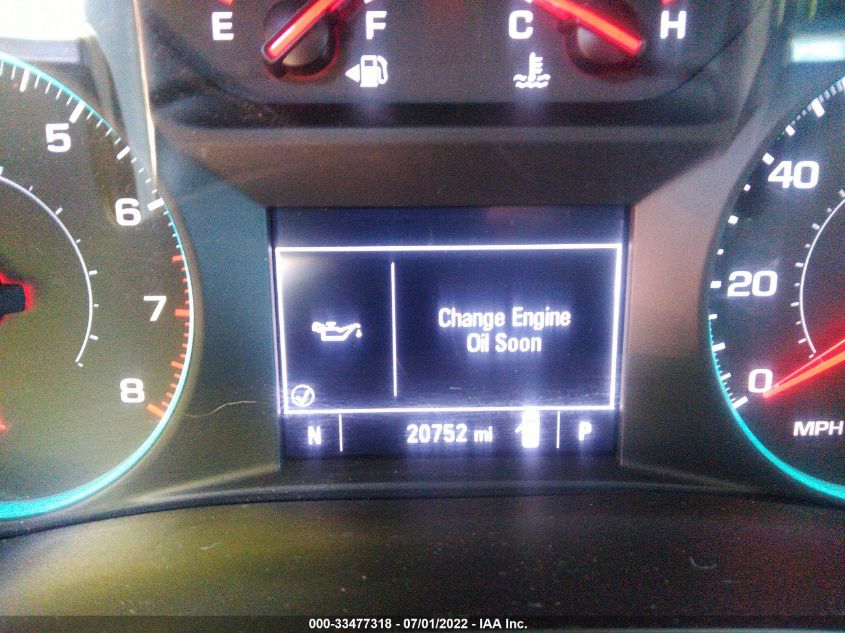 E F C H
5
6
7
8
40
20
0
MPH
Change Engine
Oil Soon
N 20752 mi P
000-33477318 - 07/01/2022 - IAA Inc.